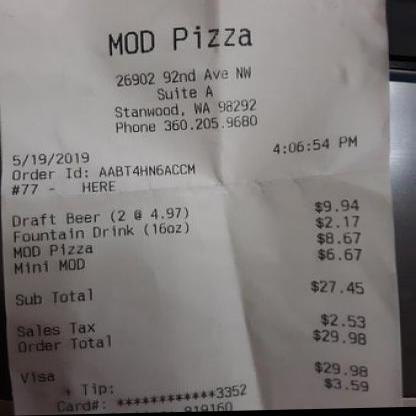 MOD Pizza
26902 92nd Ave NW
Suite A
Stanwood, WA 98292
Phone 360.205.9680
5/19/2019 4:06:54 PM
Order Id: AABT4HN6ACCM
#77 - HERE
Draft Beer (2 @ 4.97) $9.94
Fountain Drink (16oz) $2.17
MOD Pizza $8.67
Mini MOD $6.67
Sub Total $27.45
Sales Tax $2.53
Order Total $29.98
Visa $29.98
+ Tip: $3.59
Card#: ************3352